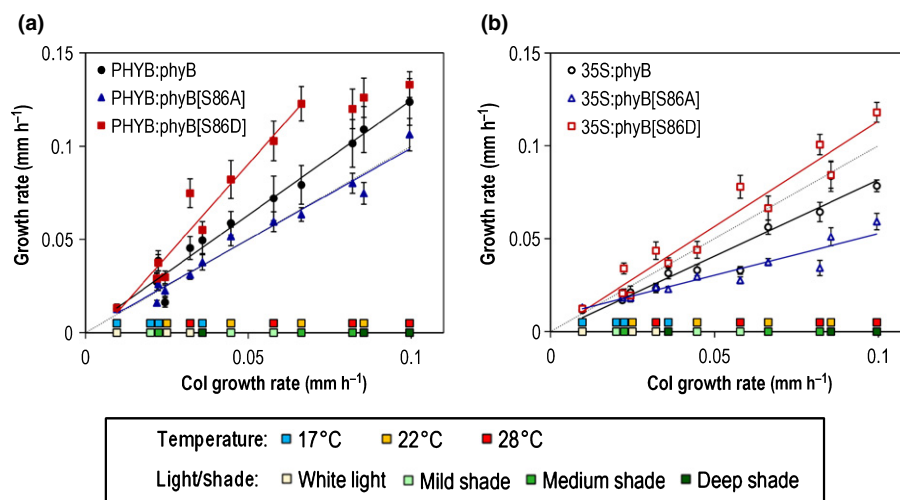 (a)
0.15
PHYB:phyB
PHYB:phyB[S86A]
PHYB:phyB[S86D]
0.1
0.05
0
0 0.05 0.1
Growth rate (mm h⁻¹)
Col growth rate (mm h⁻¹)
(b)
0.15
35S:phyB
35S:phyB[S86A]
35S:phyB[S86D]
0.1
0.05
0
0 0.05 0.1
Growth rate (mm h⁻¹)
Col growth rate (mm h⁻¹)
Temperature: 17°C 22°C 28°C
Light/shade: White light Mild shade Medium shade Deep shade